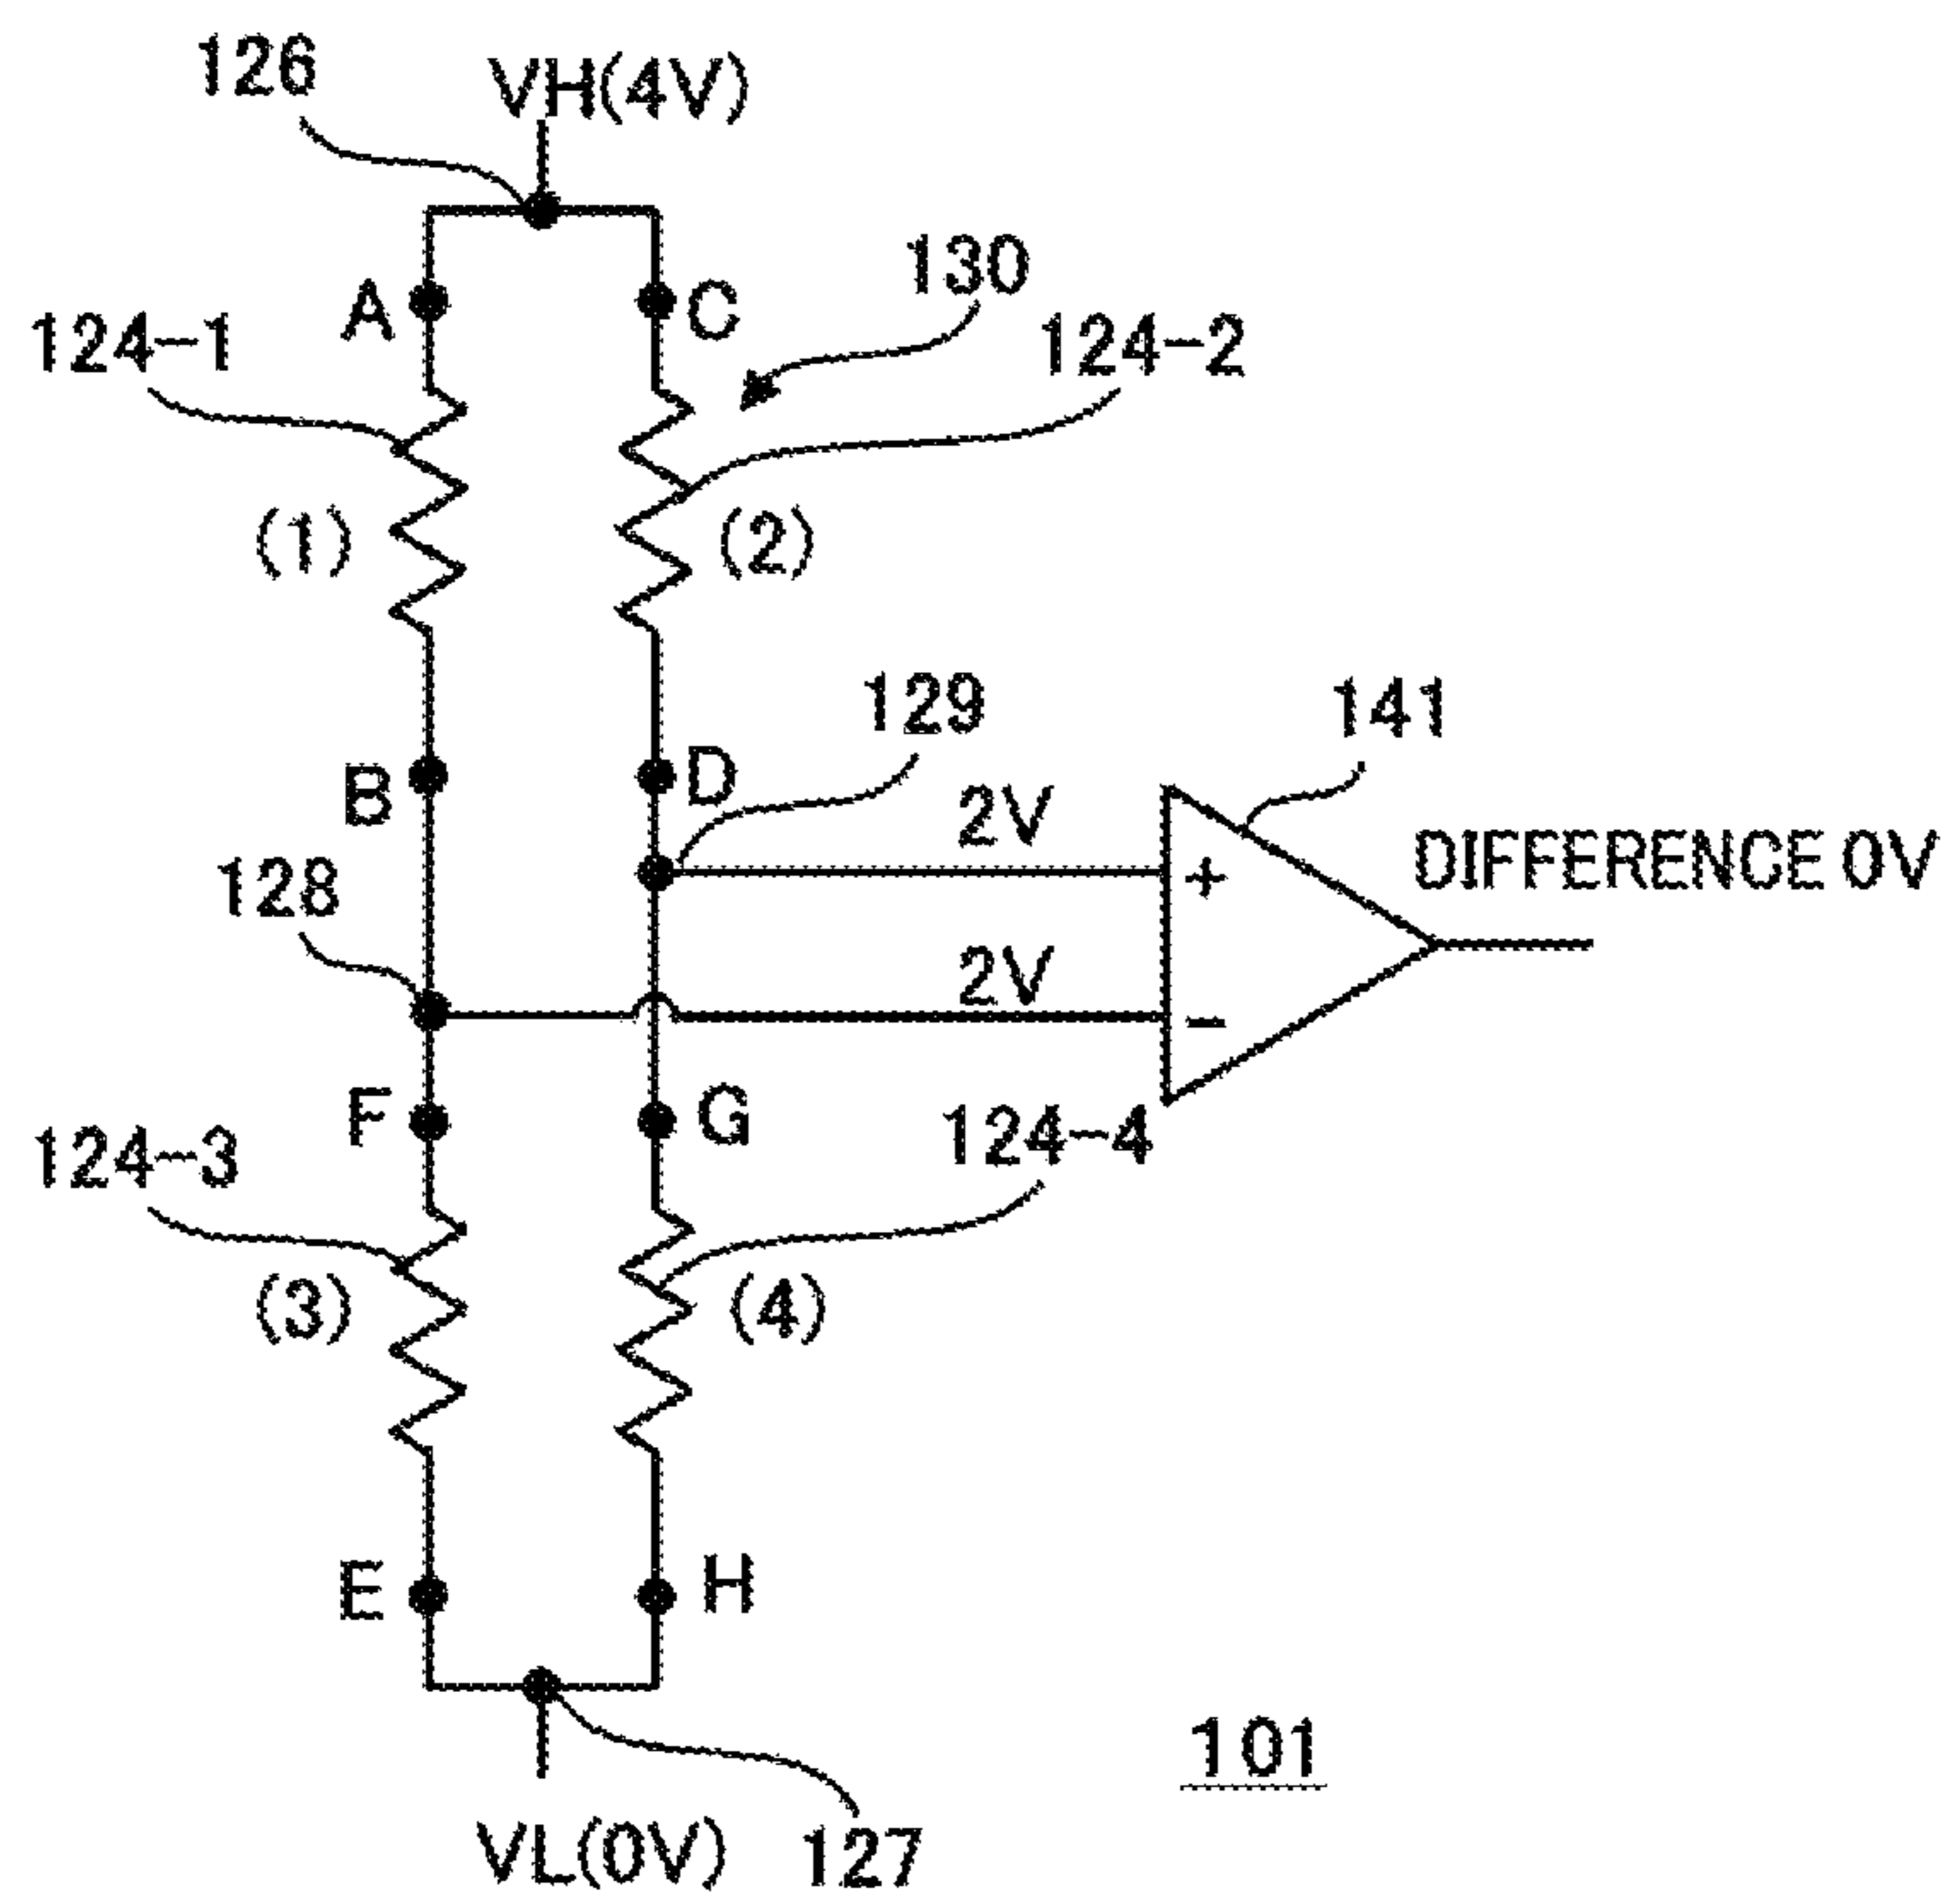 126
VH(4V)
130
A
C
124-1
124-2
(1)
(2)
129
141
B
D
2V
128
+
DIFFERENCE 0V
2V
-
F
G
124-4
124-3
(3)
(4)
E
H
101
VL(0V)
127